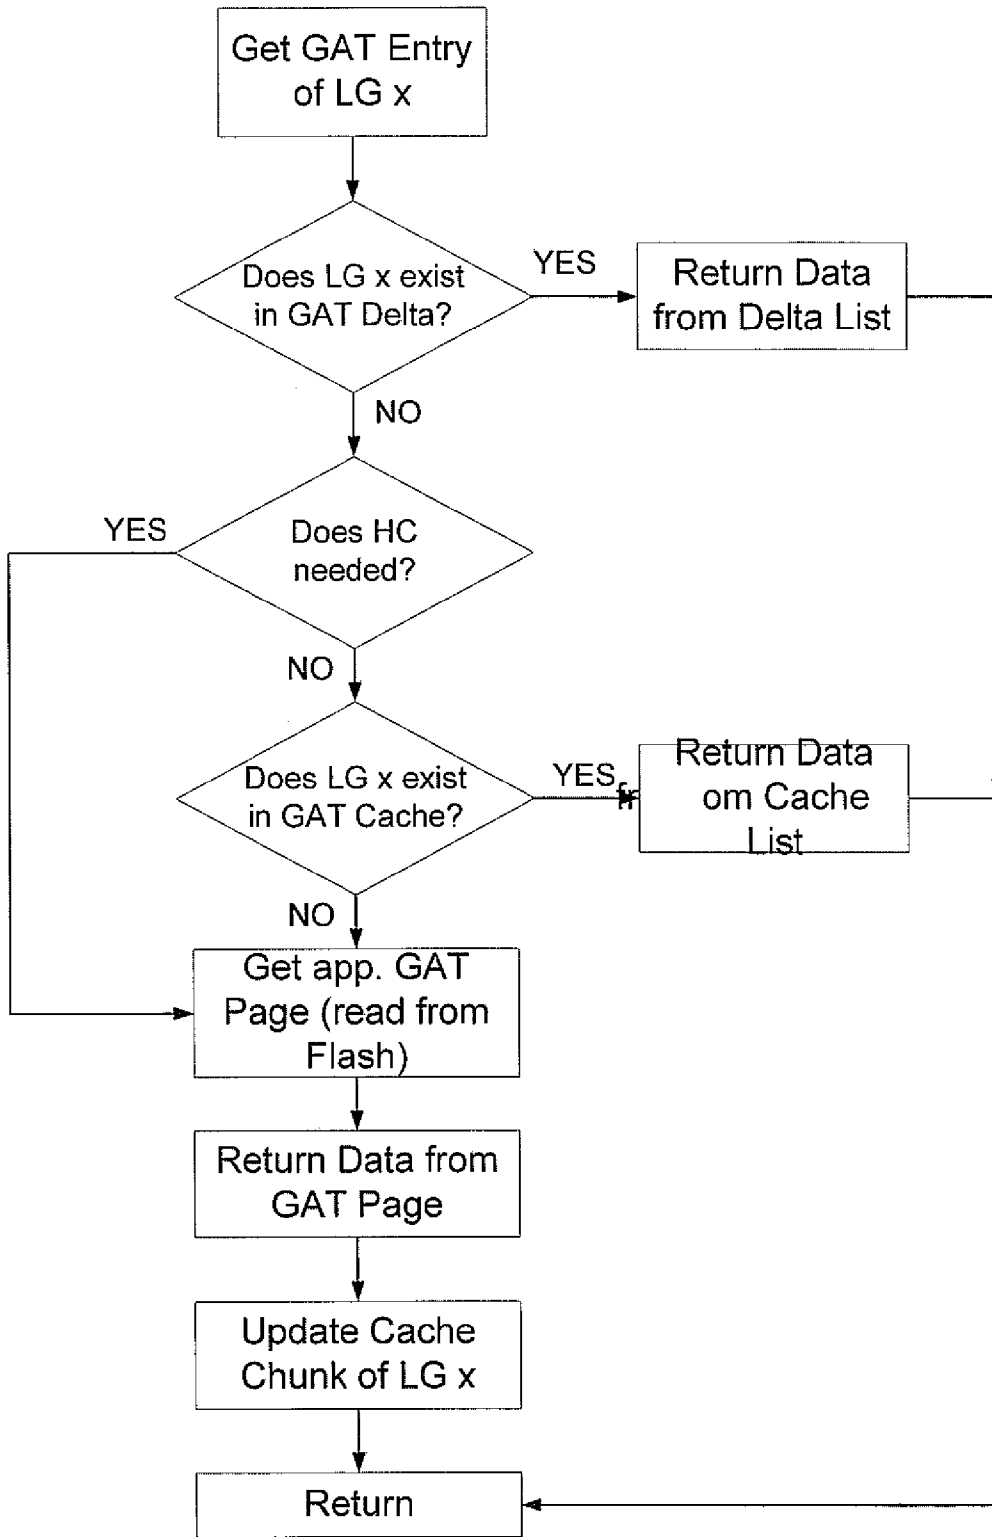 Get GAT Entry
of LG x
Does LG x exist
in GAT Delta?
YES
Return Data
from Delta List
NO
YES
Does HC
needed?
NO
Does LG x exist
in GAT Cache?
YES
Return Data
from Cache
List
NO
Get app. GAT
Page (read from
Flash)
Return Data from
GAT Page
Update Cache
Chunk of LG x
Return